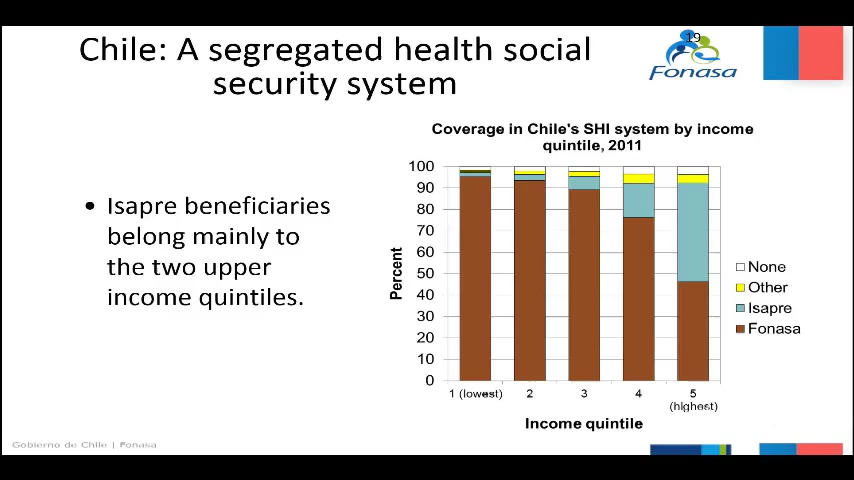 Chile: A segregated health social
security system
19
Fonasa
• Isapre beneficiaries
belong mainly to
the two upper
income quintiles.
Coverage in Chile's SHI system by income
quintile, 2011
Percent
100
90
80
70
60
50
40
30
20
10
0
1 (lowest)
2
3
4
5
(highest)
Income quintile
None
Other
Isapre
Fonasa
Gobierno de Chile | Fonasa